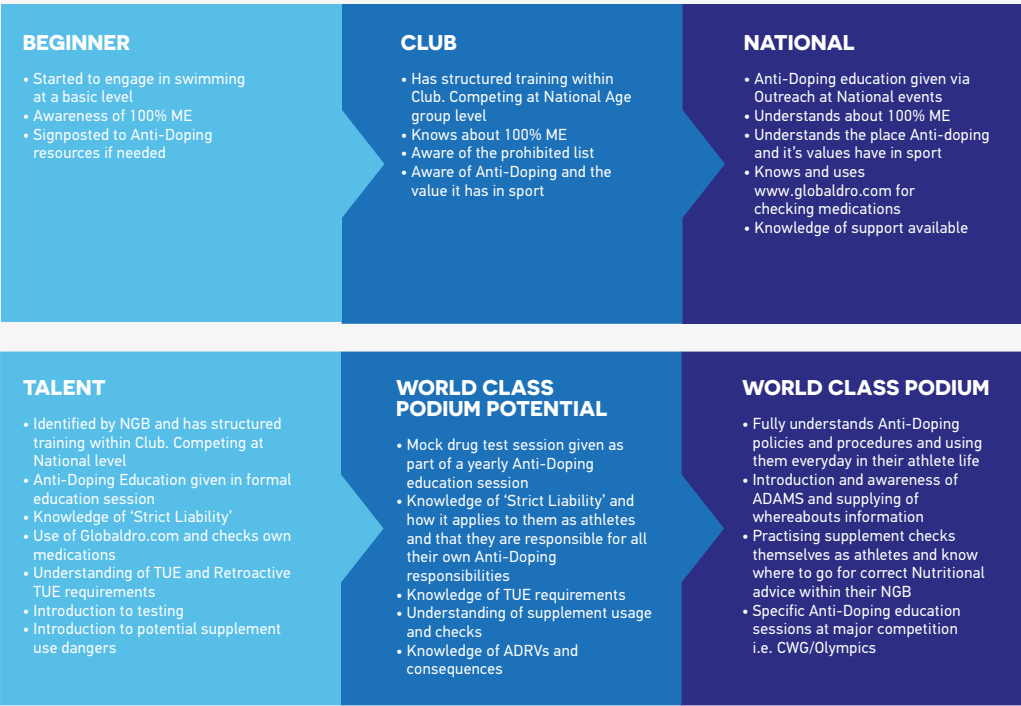 BEGINNER
• Started to engage in swimming
at a basic level
• Awareness of 100% ME
• Signposted to Anti-Doping
resources if needed
CLUB
• Has structured training within
Club. Competing at National Age
group level
• Knows about 100% ME
• Aware of the prohibited list
• Aware of Anti-Doping and the
value it has in sport
NATIONAL
• Anti-Doping education given via
Outreach at National events
• Understands about 100% ME
• Understands the place Anti-doping
and it's values have in sport
• Knows and uses
www.globaldro.com for
checking medications
• Knowledge of support available
TALENT
• Identified by NGB and has structured
training within Club. Competing at
National level
• Anti-Doping Education given in formal
education session
• Knowledge of ‘Strict Liability’
• Use of Globaldro.com and checks own
medications
• Understanding of TUE and Retroactive
TUE requirements
• Introduction to testing
• Introduction to potential supplement
use dangers
WORLD CLASS
PODIUM POTENTIAL
• Mock drug test session given as
part of a yearly Anti-Doping
education session
• Knowledge of ‘Strict Liability’ and
how it applies to them as athletes
and that they are responsible for all
their own Anti-Doping
responsibilities
• Knowledge of TUE requirements
• Understanding of supplement usage
and checks
• Knowledge of ADRVs and
consequences
WORLD CLASS PODIUM
• Fully understands Anti-Doping
policies and procedures and using
them everyday in their athlete life
• Introduction and awareness of
ADAMS and supplying of
whereabouts information
• Practising supplement checks
themselves as athletes and know
where to go for correct Nutritional
advice within their NGB
• Specific Anti-Doping education
sessions at major competition
i.e. CWG/Olympics